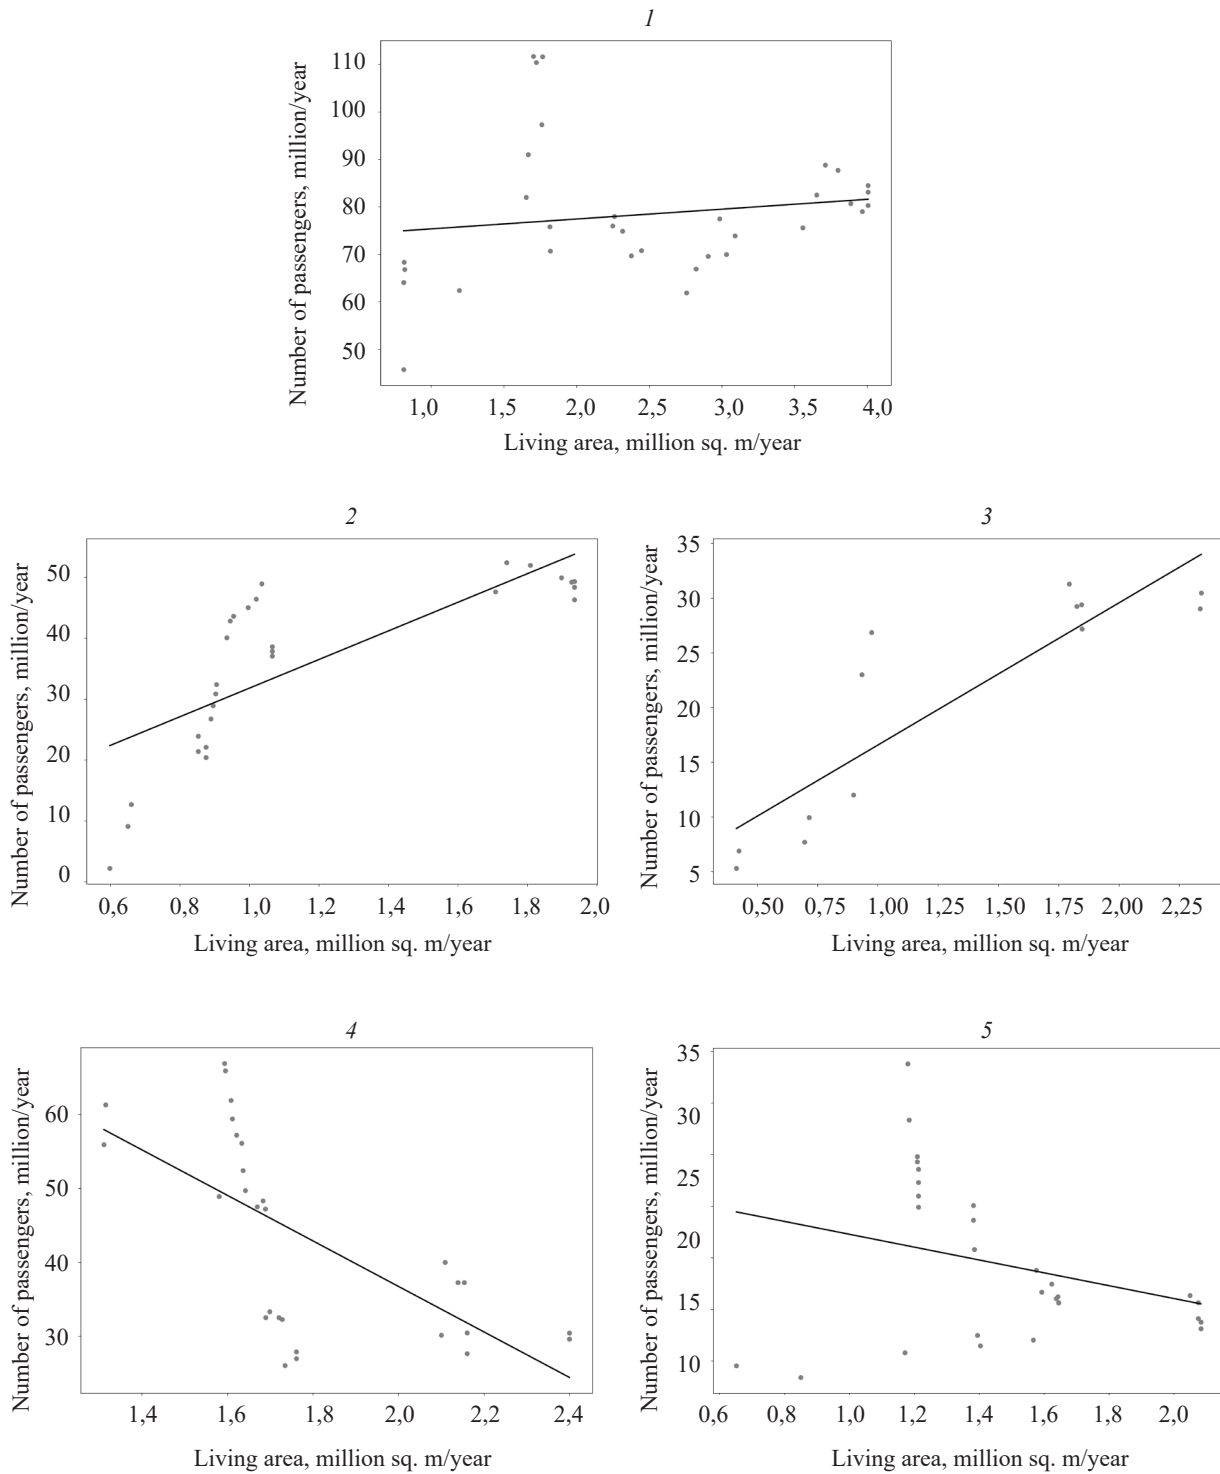 1
Number of passengers, million/year
110
100
90
80
70
60
50
1,0 1,5 2,0 2,5 3,0 3,5 4,0
Living area, million sq. m/year
2
Number of passengers, million/year
50
40
30
20
10
0
0,6 0,8 1,0 1,2 1,4 1,6 1,8 2,0
Living area, million sq. m/year
3
Number of passengers, million/year
35
30
25
20
15
10
5
0,50 0,75 1,00 1,25 1,50 1,75 2,00 2,25
Living area, million sq. m/year
4
Number of passengers, million/year
60
50
40
30
1,4 1,6 1,8 2,0 2,2 2,4
Living area, million sq. m/year
5
Number of passengers, million/year
35
30
25
20
15
10
0,6 0,8 1,0 1,2 1,4 1,6 1,8 2,0
Living area, million sq. m/year